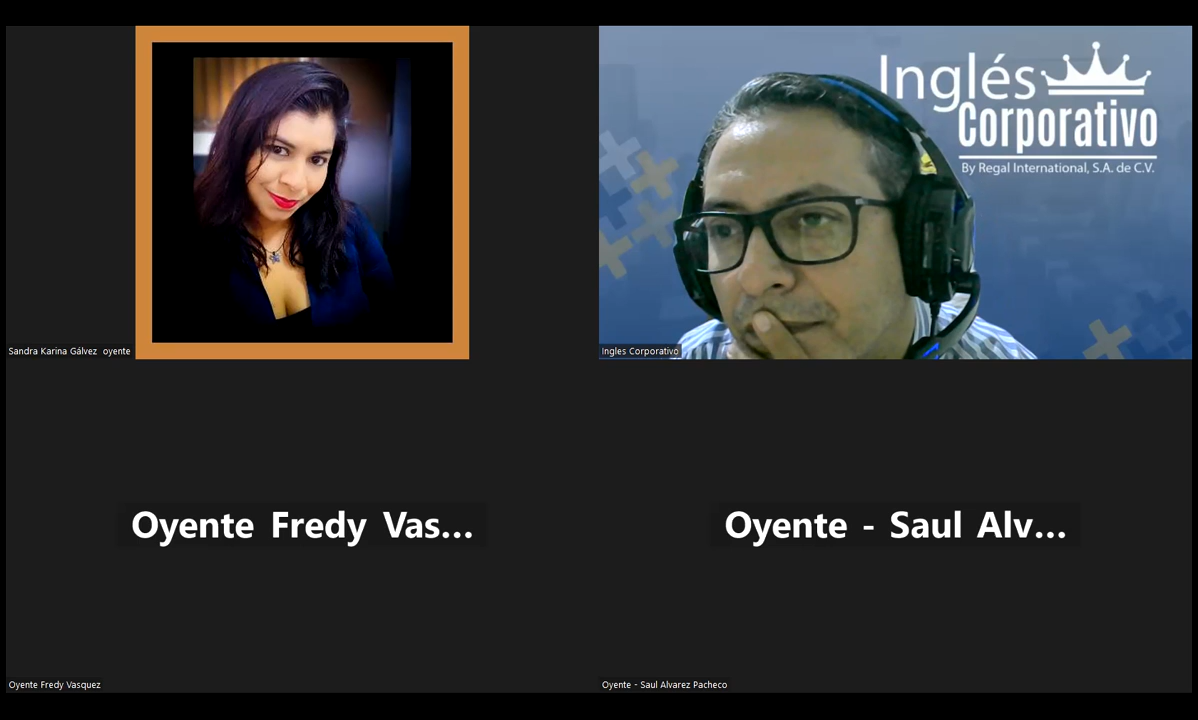 Inglés
Corporativo
By Regal International, S.A. de C.V.
Sandra Karina Gálvez oyente
Ingles Corporativo
Oyente Fredy Vas...
Oyente - Saul Alv...
Oyente Fredy Vasquez
Oyente - Saul Alvarez Pacheco